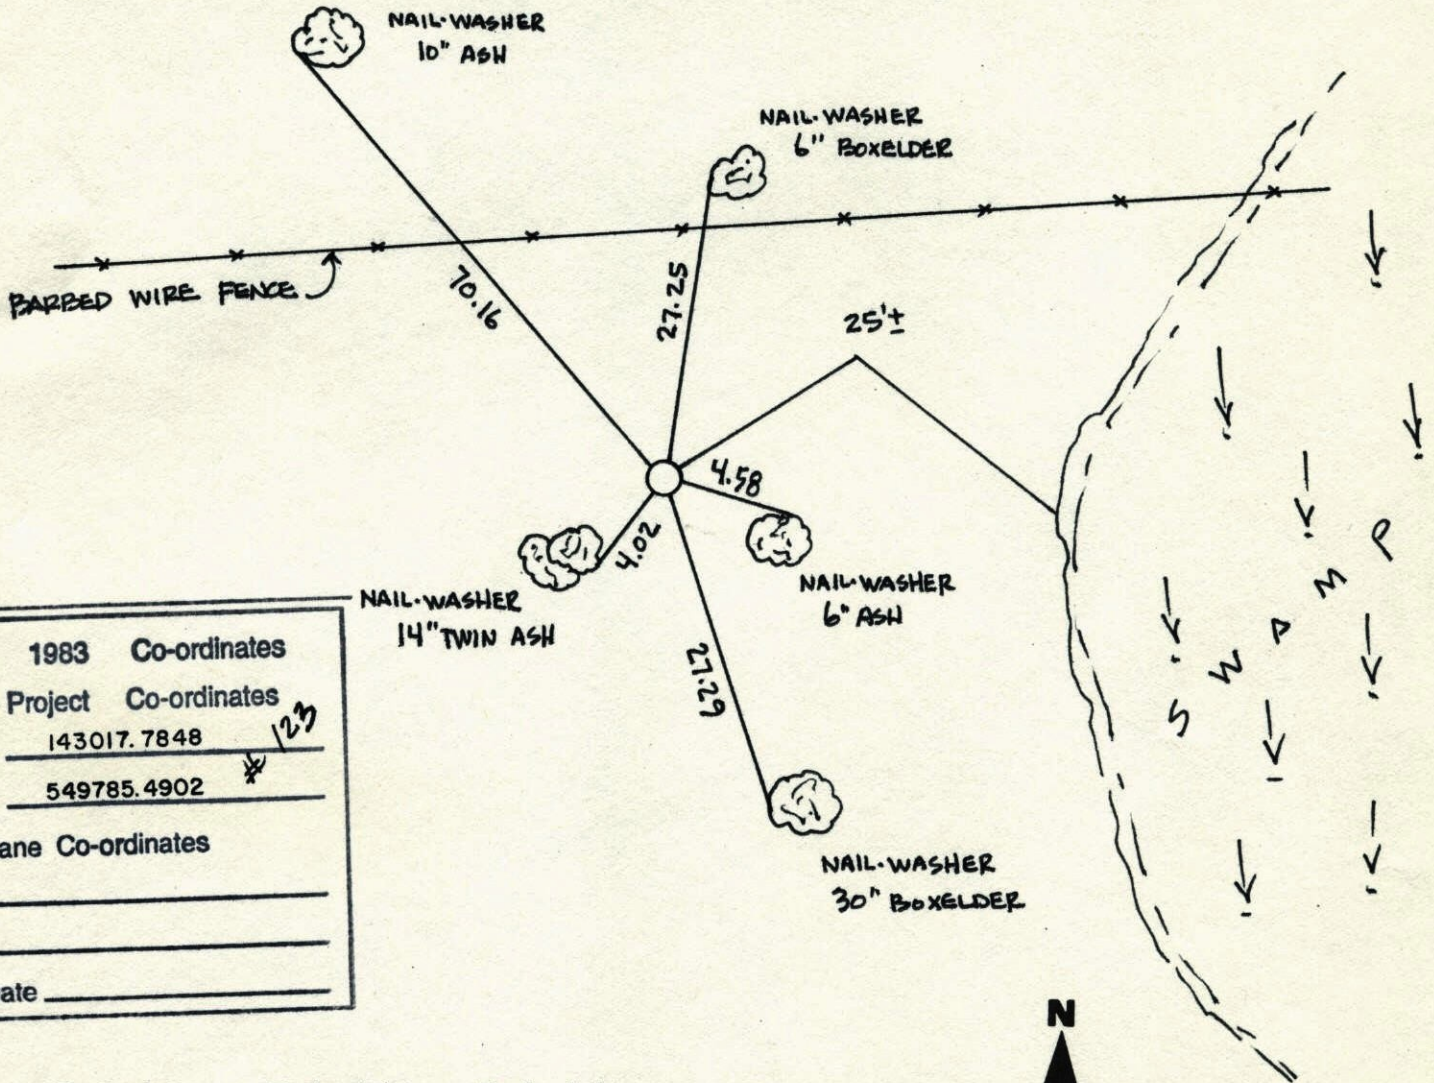 NAIL·WASHER
10" ASH
NAIL·WASHER
6" BOXELDER
BARBED WIRE FENCE
70.16
27.25
25'±
4.58
4.02
NAIL·WASHER
6" ASH
NAIL·WASHER
14" TWIN ASH
27.29
SWAMP
1983 Co-ordinates
Project Co-ordinates
143017.7848
# 123
549785.4902
ane Co-ordinates
ate
NAIL·WASHER
30" BOXELDER
N